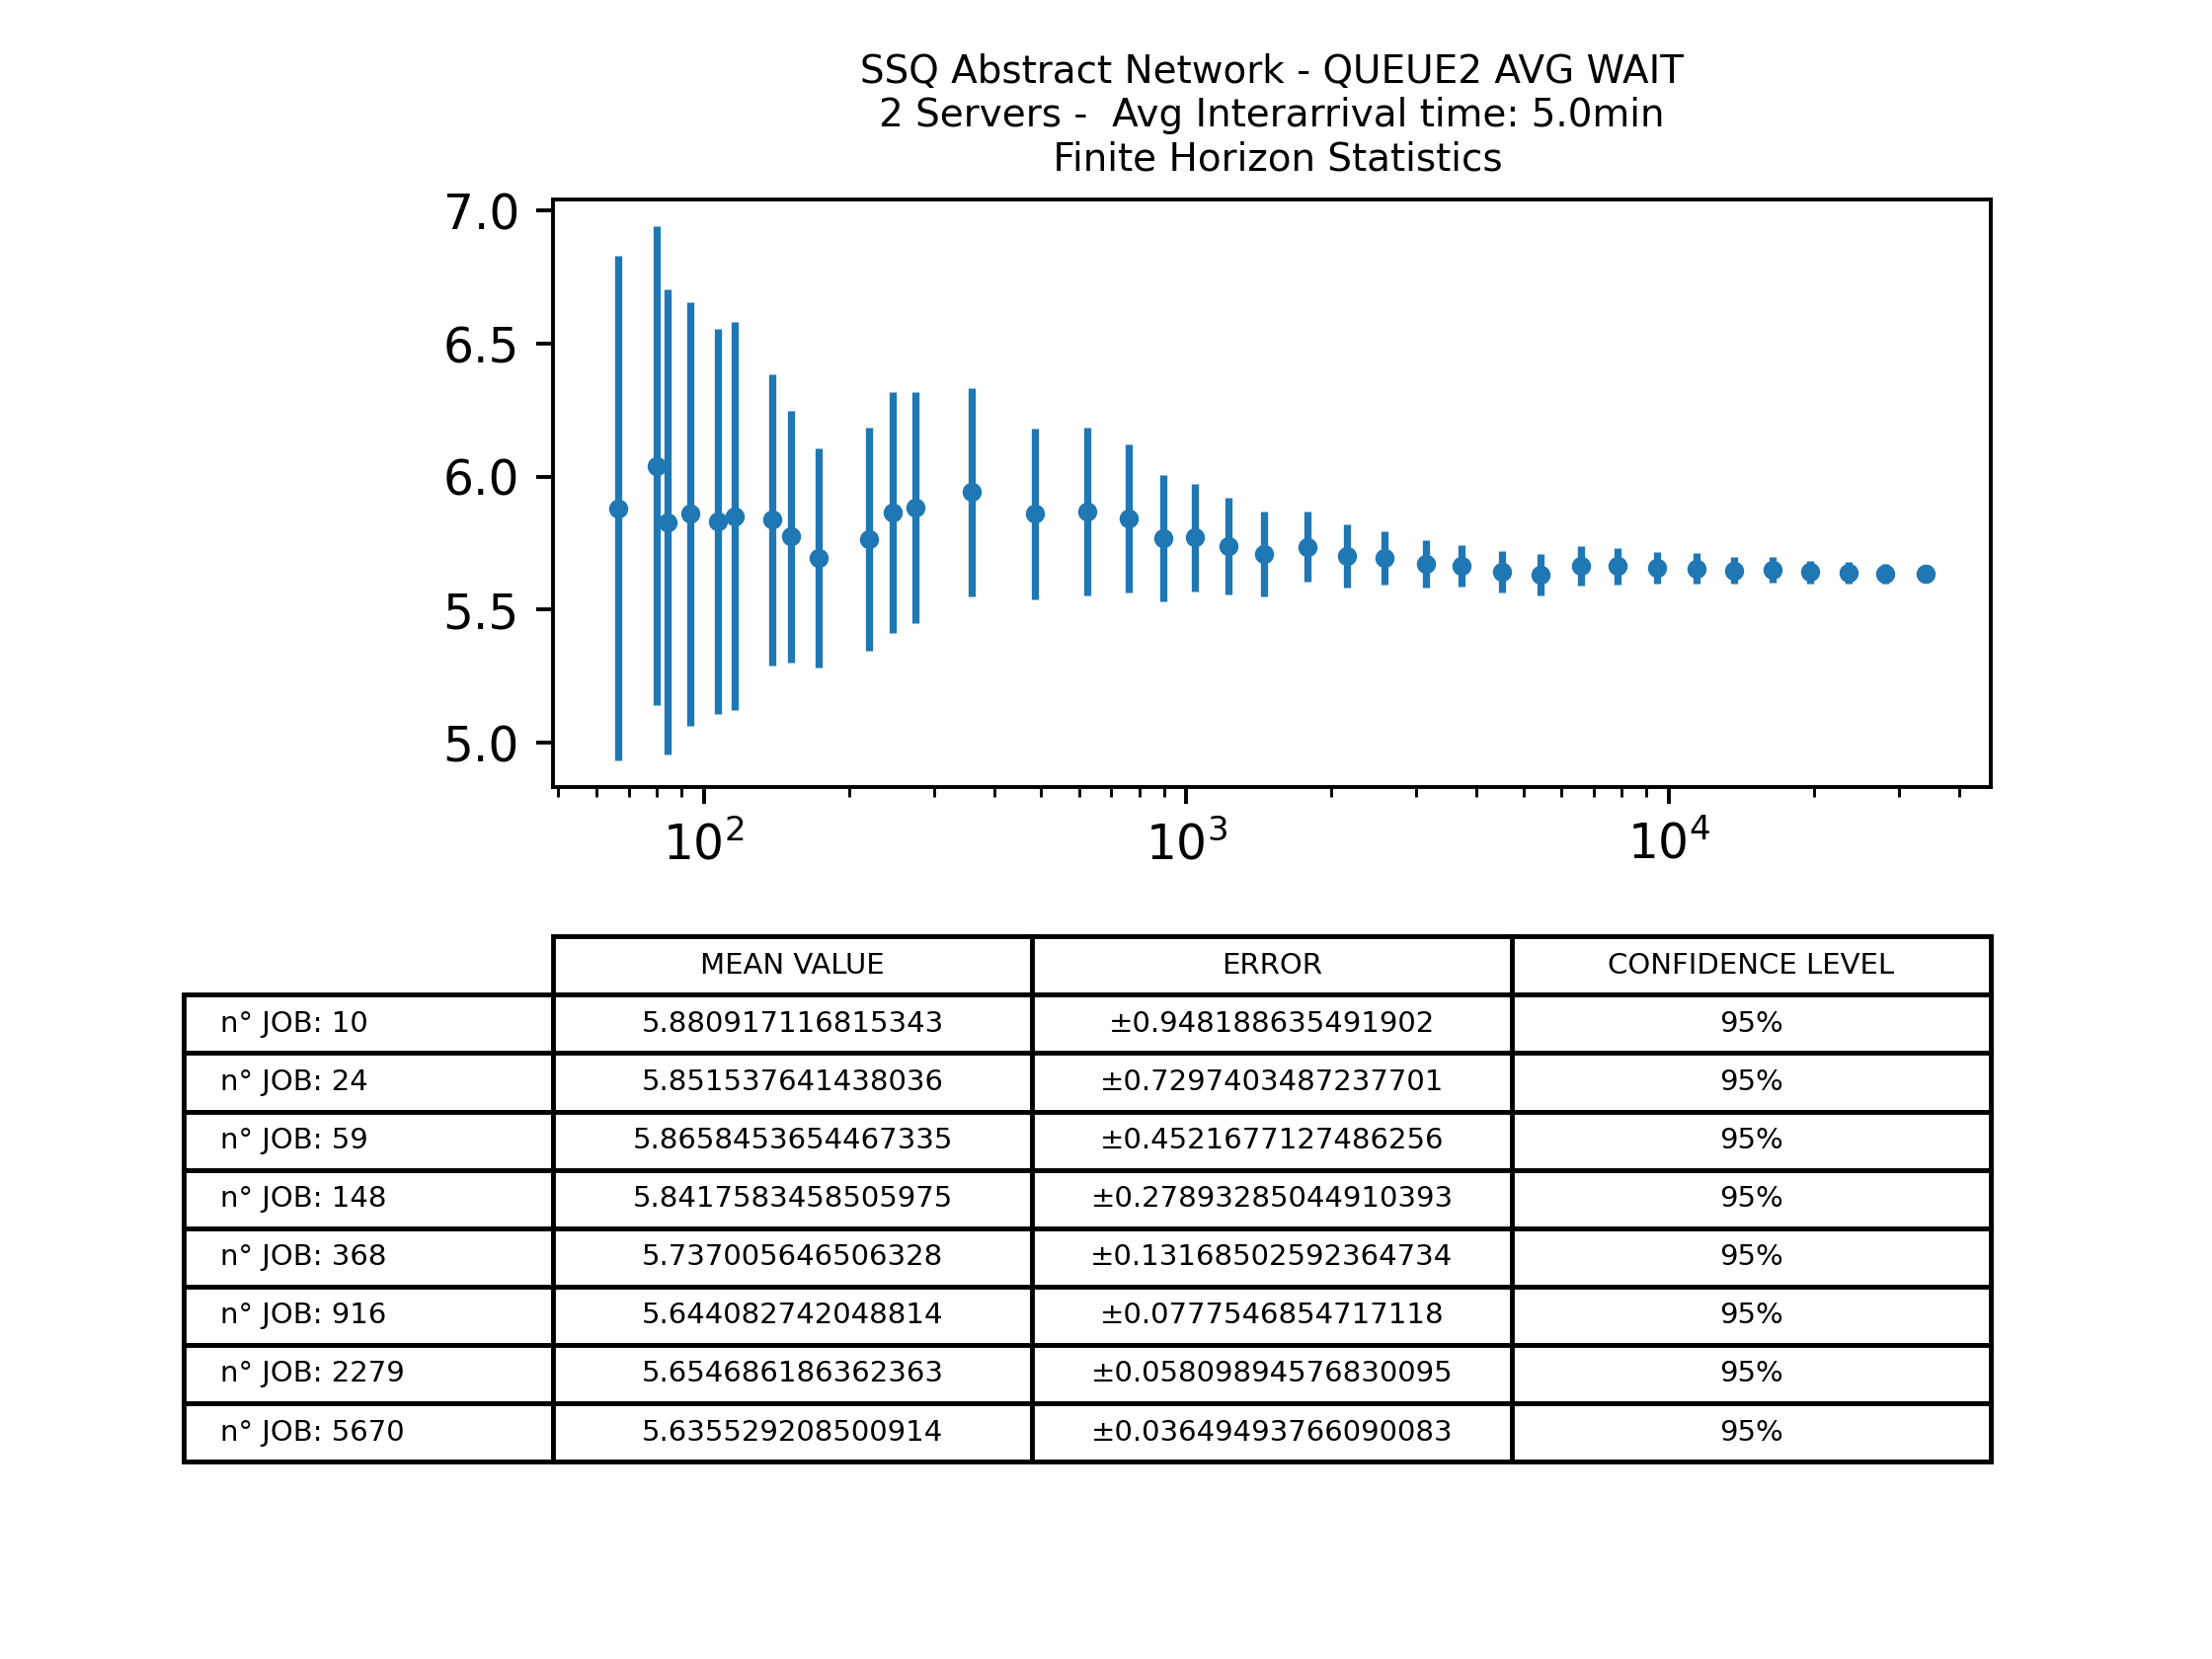 SSQ Abstract Network - QUEUE2 AVG WAIT
2 Servers -  Avg Interarrival time: 5.0min
Finite Horizon Statistics
7.0
6.5
6.0
5.5
5.0
10² 10³ 10⁴
MEAN VALUE ERROR CONFIDENCE LEVEL
n° JOB: 10 5.880917116815343 ±0.948188635491902 95%
n° JOB: 24 5.851537641438036 ±0.7297403487237701 95%
n° JOB: 59 5.8658453654467335 ±0.4521677127486256 95%
n° JOB: 148 5.8417583458505975 ±0.27893285044910393 95%
n° JOB: 368 5.737005646506328 ±0.13168502592364734 95%
n° JOB: 916 5.644082742048814 ±0.0777546854717118 95%
n° JOB: 2279 5.654686186362363 ±0.05809894576830095 95%
n° JOB: 5670 5.635529208500914 ±0.03649493766090083 95%